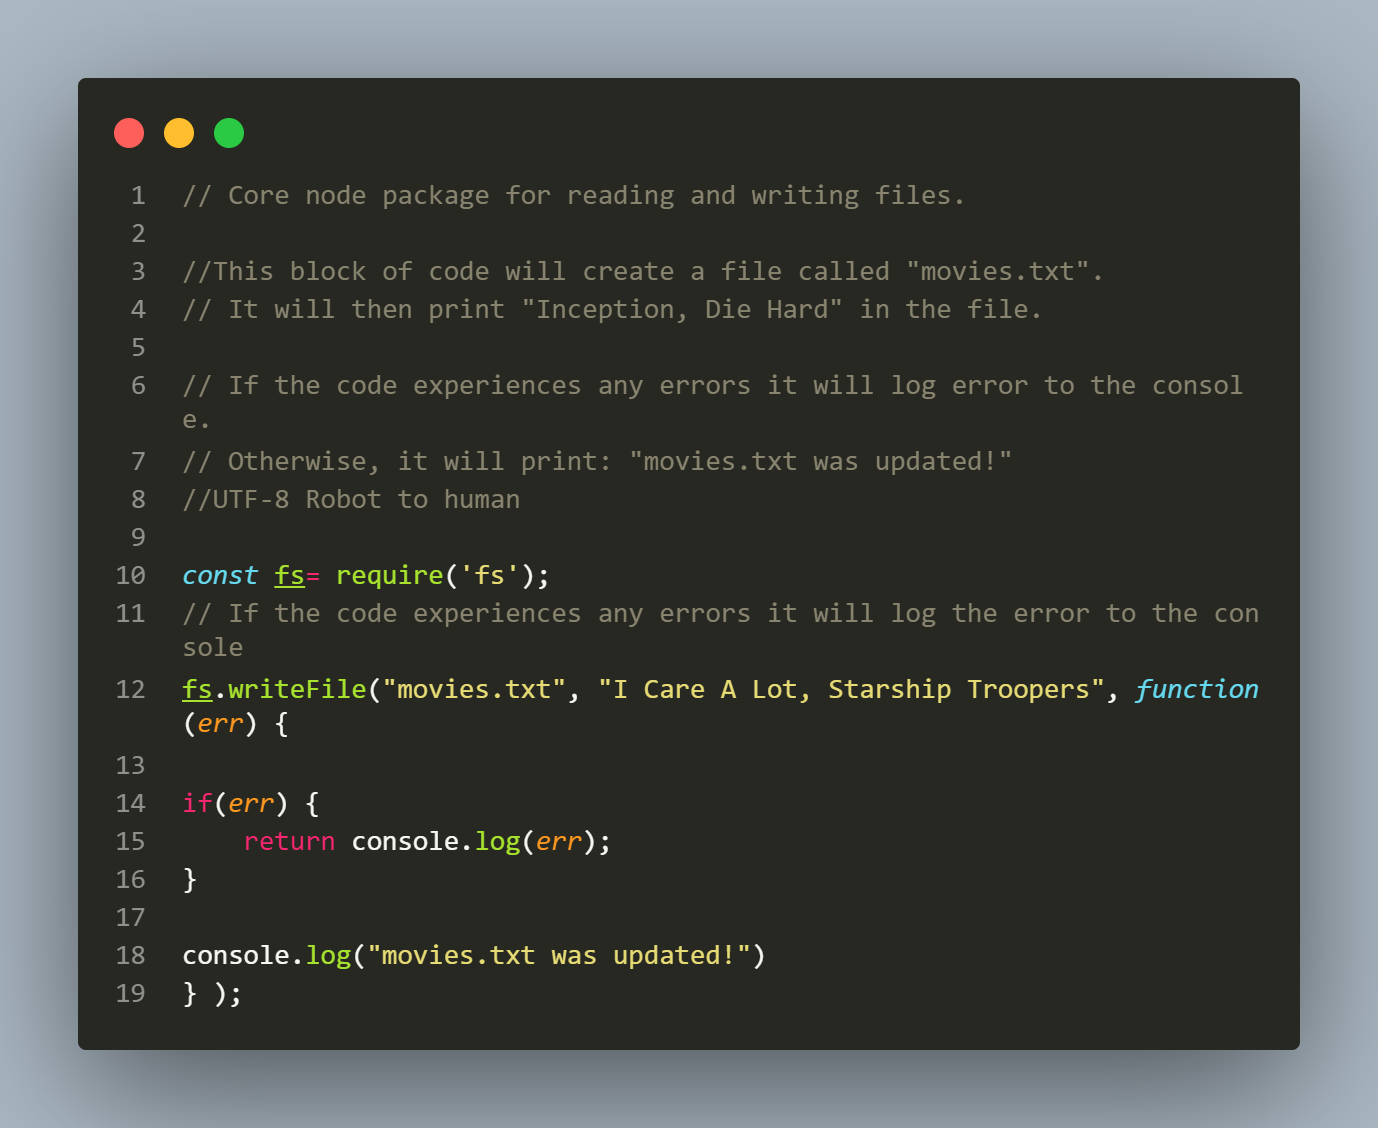 1 // Core node package for reading and writing files.
2
3 //This block of code will create a file called "movies.txt".
4 // It will then print "Inception, Die Hard" in the file.
5
6 // If the code experiences any errors it will log error to the consol
e.
7 // Otherwise, it will print: "movies.txt was updated!"
8 //UTF-8 Robot to human
9
10 const fs= require('fs');
11 // If the code experiences any errors it will log the error to the con
sole
12 fs.writeFile("movies.txt", "I Care A Lot, Starship Troopers", function
(err) {
13
14 if(err) {
15     return console.log(err);
16 }
17
18 console.log("movies.txt was updated!")
19 } );